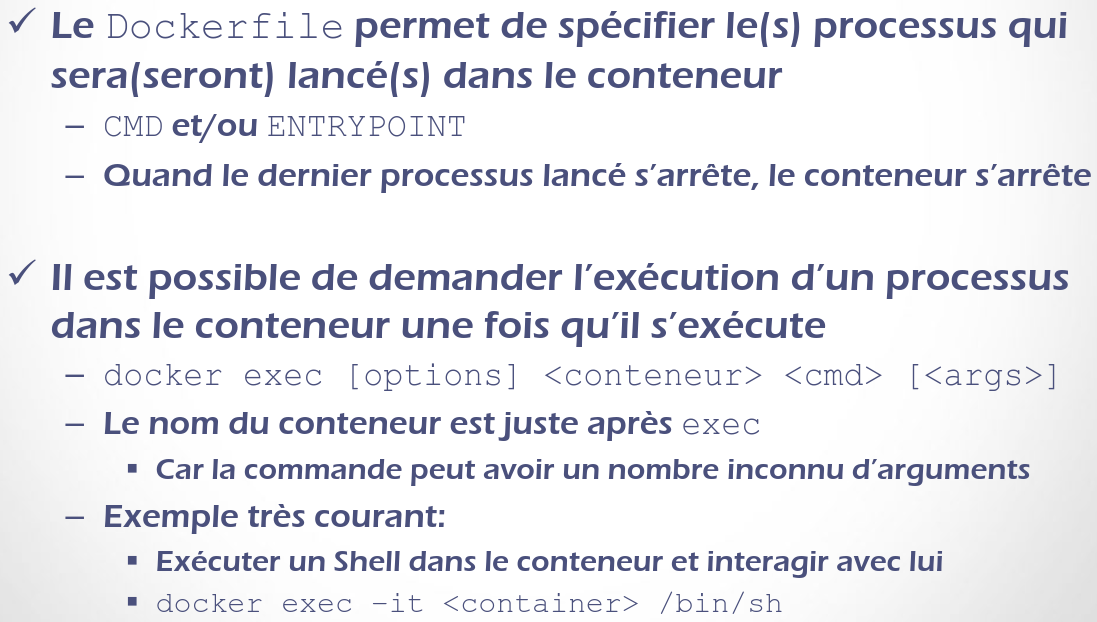 ✓ Le Dockerfile permet de spécifier le(s) processus qui
sera(seront) lancé(s) dans le conteneur
– CMD et/ou ENTRYPOINT
– Quand le dernier processus lancé s’arrête, le conteneur s’arrête
✓ Il est possible de demander l’exécution d’un processus
dans le conteneur une fois qu’il s’exécute
– docker exec [options] <conteneur> <cmd> [<args>]
– Le nom du conteneur est juste après exec
▪ Car la commande peut avoir un nombre inconnu d’arguments
– Exemple très courant:
▪ Exécuter un Shell dans le conteneur et interagir avec lui
▪ docker exec –it <container> /bin/sh